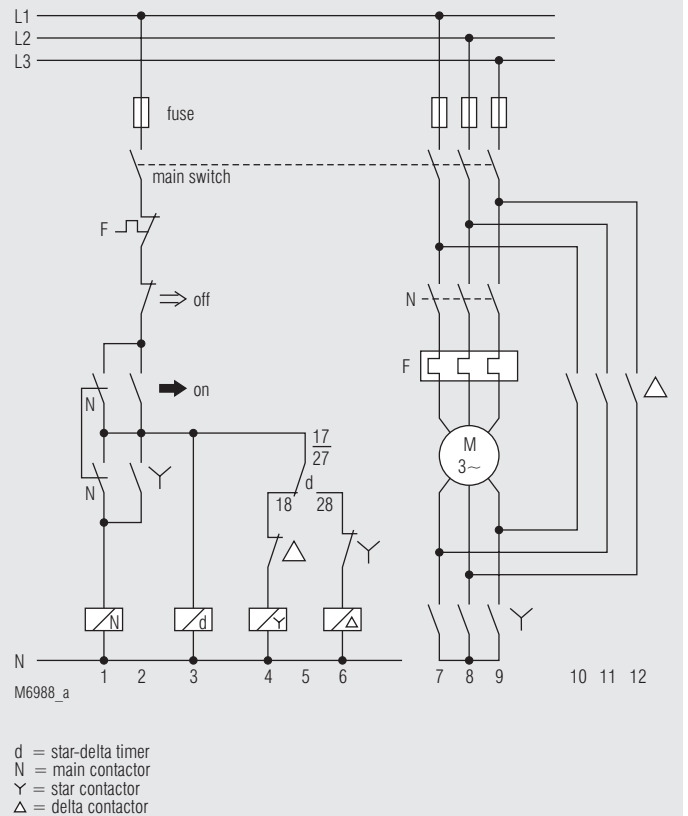 L1
L2
L3
fuse
main switch
F
off
N
F
on
N
17
27
M
3~
d
N
18 28
N
d
N
1 2 3 4 5 6 7 8 9 10 11 12
M6988_a
d = star-delta timer
N = main contactor
Y = star contactor
△ = delta contactor